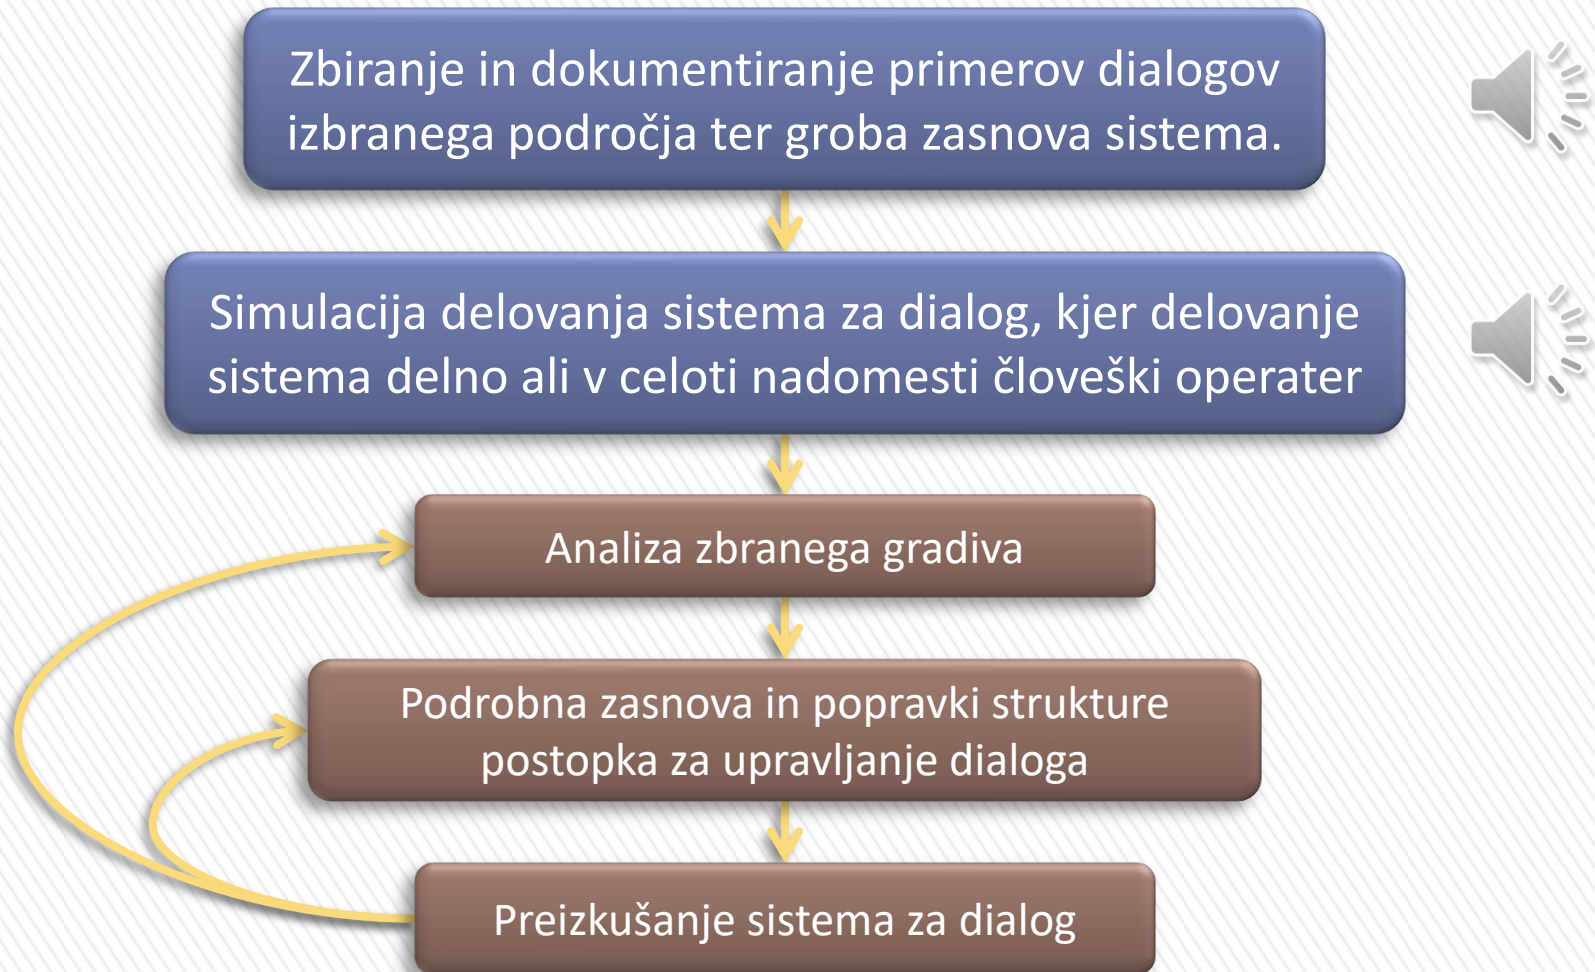 Zbiranje in dokumentiranje primerov dialogov
izbranega področja ter groba zasnova sistema.
Simulacija delovanja sistema za dialog, kjer delovanje
sistema delno ali v celoti nadomesti človeški operater
Analiza zbranega gradiva
Podrobna zasnova in popravki strukture
postopka za upravljanje dialoga
Preizkušanje sistema za dialog